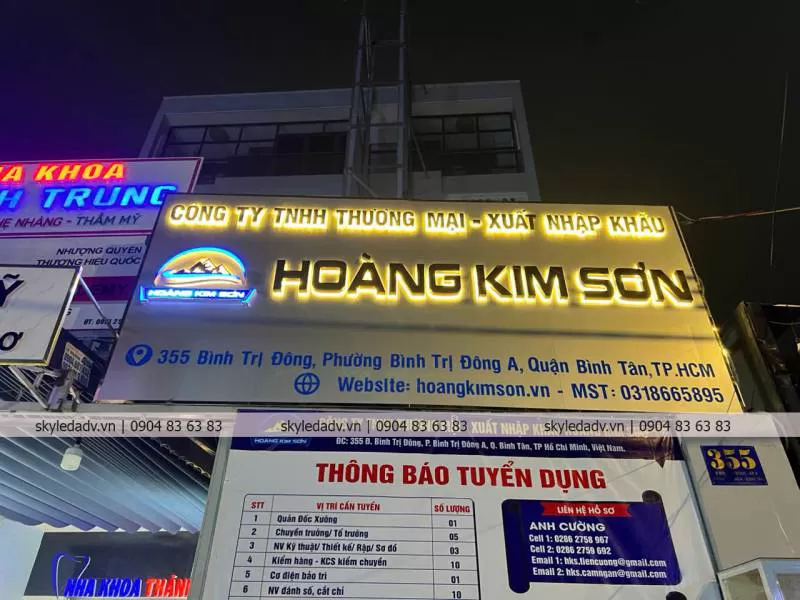 CÔNG TY TNHH THƯƠNG MẠI - XUẤT NHẬP KHẨU
HOÀNG KIM SƠN
HOÀNG KIM SƠN
355 Bình Trị Đông, Phường Bình Trị Đông A, Quận Bình Tân,TP.HCM
Website: hoangkimson.vn - MST: 0318665895
KHOA
TRUNG
NHẸ NHÀNG - THẨM MỸ
NHƯỢNG QUYỀN
THƯƠNG HIỆU QUỐC
skyledadv.vn | 0904 83 63 83
skyledadv.vn | 0904 83 63 83
skyledadv.vn | 0904 83 63 83
XUẤT NHẬP
HOÀNG KIM SƠN
ĐC: 355 Đ. Bình Trị Đông, P. Bình Trị Đông A, Q. Bình Tân, TP Hồ Chí Minh, Việt Nam.
THÔNG BÁO TUYỂN DỤNG
STT VỊ TRÍ CẦN TUYỂN SỐ LƯỢNG
1 Quản Đốc Xưởng 01
2 Chuyền trưởng/ Tổ trưởng 05
3 NV Kỹ thuật/ Thiết kế/ Rập/ Sơ đồ 03
4 Kiểm hàng - KCS kiểm chuyền 10
5 Cơ điện bảo trì 01
6 NV đánh số, cắt chỉ 10
LIÊN HỆ HỒ SƠ
ANH CƯỜNG
Cell 1: 0286 2758 967
Cell 2: 0286 2759 692
Email 1: hks.tiencuong@gmail.com
Email 2: hks.camngan@gmail.com
355
NHA KHOA THÀNH